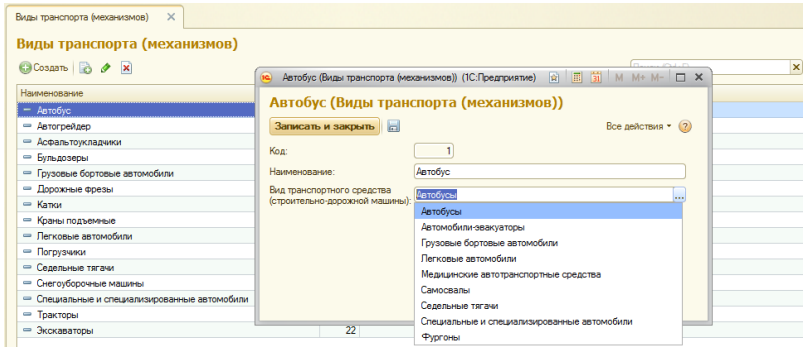 Виды транспорта (механизмов)
Виды транспорта (механизмов)
Создать
Наименование
Автобус
Автогрейдер
Асфальтоукладчики
Бульдозеры
Грузовые бортовые автомобили
Дорожные фрезы
Катки
Краны подъемные
Легковые автомобили
Погрузчики
Седельные тягачи
Снегоуборочные машины
Специальные и специализированные автомобили
Тракторы
Экскаваторы 22
Автобус (Виды транспорта (механизмов)) (1С:Предприятие) 31 M M+ M-
Автобус (Виды транспорта (механизмов))
Записать и закрыть Все действия ?
Код: 1
Наименование: Автобус
Вид транспортного средства
(строительно-дорожной машины): Автобусы ...
Автобусы
Автомобили-эвакуаторы
Грузовые бортовые автомобили
Легковые автомобили
Медицинские автотранспортные средства
Самосвалы
Седельные тягачи
Специальные и специализированные автомобили
Фургоны